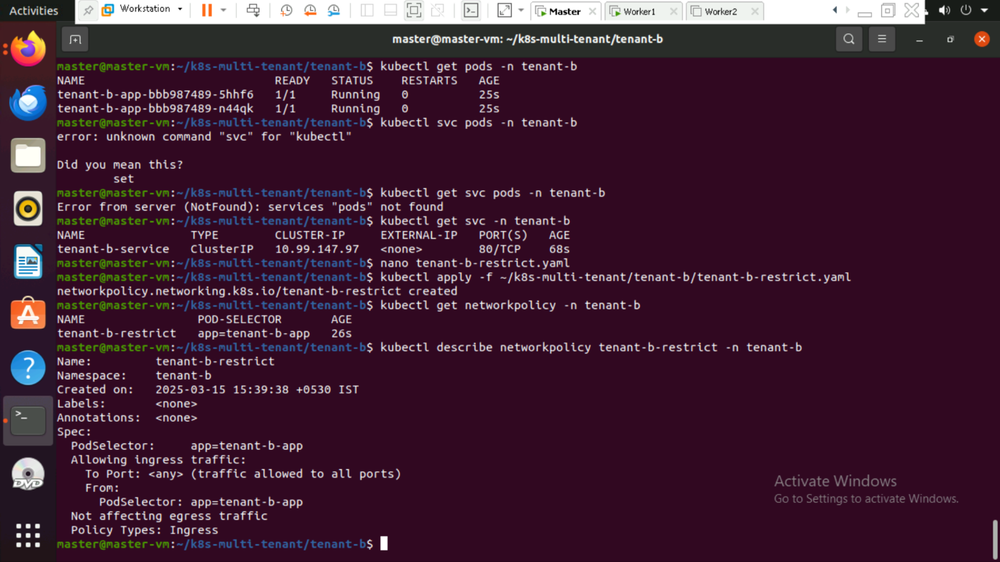 Activities
Workstation
Master
Worker1
Worker2
master@master-vm: ~/k8s-multi-tenant/tenant-b
master@master-vm:~/k8s-multi-tenant/tenant-b$ kubectl get pods -n tenant-b
NAME                           READY   STATUS    RESTARTS   AGE
tenant-b-app-bbb987489-5hhf6   1/1     Running   0          25s
tenant-b-app-bbb987489-n44qk   1/1     Running   0          25s
master@master-vm:~/k8s-multi-tenant/tenant-b$ kubectl svc pods -n tenant-b
error: unknown command "svc" for "kubectl"
Did you mean this?
        set
master@master-vm:~/k8s-multi-tenant/tenant-b$ kubectl get svc pods -n tenant-b
Error from server (NotFound): services "pods" not found
master@master-vm:~/k8s-multi-tenant/tenant-b$ kubectl get svc -n tenant-b
NAME               TYPE        CLUSTER-IP     EXTERNAL-IP   PORT(S)   AGE
tenant-b-service   ClusterIP   10.99.147.97   <none>        80/TCP    68s
master@master-vm:~/k8s-multi-tenant/tenant-b$ nano tenant-b-restrict.yaml
master@master-vm:~/k8s-multi-tenant/tenant-b$ kubectl apply -f ~/k8s-multi-tenant/tenant-b/tenant-b-restrict.yaml
networkpolicy.networking.k8s.io/tenant-b-restrict created
master@master-vm:~/k8s-multi-tenant/tenant-b$ kubectl get networkpolicy -n tenant-b
NAME                POD-SELECTOR       AGE
tenant-b-restrict   app=tenant-b-app   26s
master@master-vm:~/k8s-multi-tenant/tenant-b$ kubectl describe networkpolicy tenant-b-restrict -n tenant-b
Name:         tenant-b-restrict
Namespace:    tenant-b
Created on:   2025-03-15 15:39:38 +0530 IST
Labels:       <none>
Annotations:  <none>
Spec:
  PodSelector:     app=tenant-b-app
  Allowing ingress traffic:
    To Port: <any> (traffic allowed to all ports)
    From:
      PodSelector: app=tenant-b-app
  Not affecting egress traffic
  Policy Types: Ingress
master@master-vm:~/k8s-multi-tenant/tenant-b$
Activate Windows
Go to Settings to activate Windows.
DVD